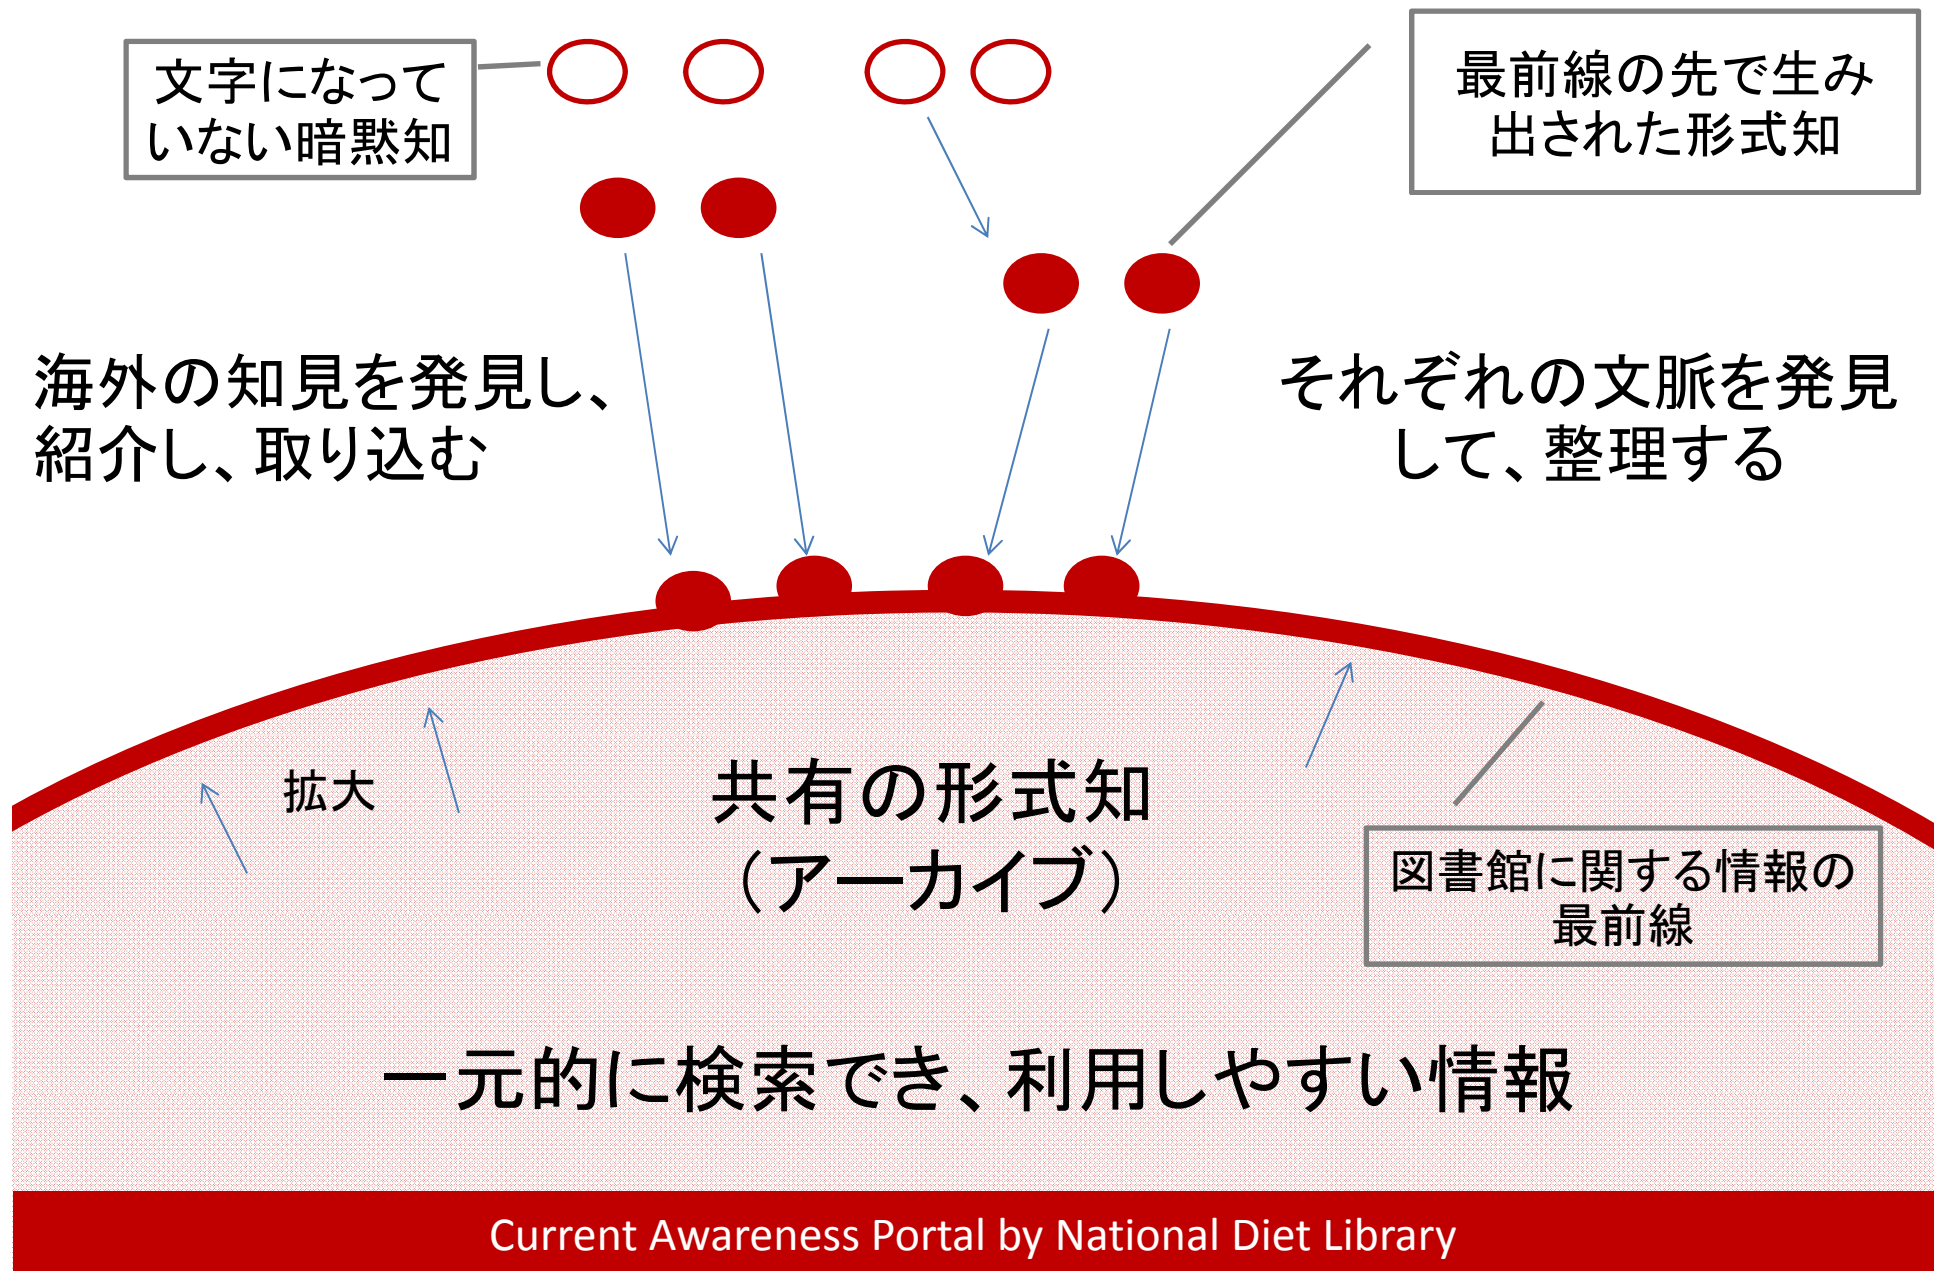 文字になって
いない暗黙知
最前線の先で生み
出された形式知
海外の知見を発見し、
紹介し、取り込む
それぞれの文脈を発見
して、整理する
拡大
共有の形式知
（アーカイブ）
図書館に関する情報の
最前線
一元的に検索でき、利用しやすい情報
Current Awareness Portal by National Diet Library